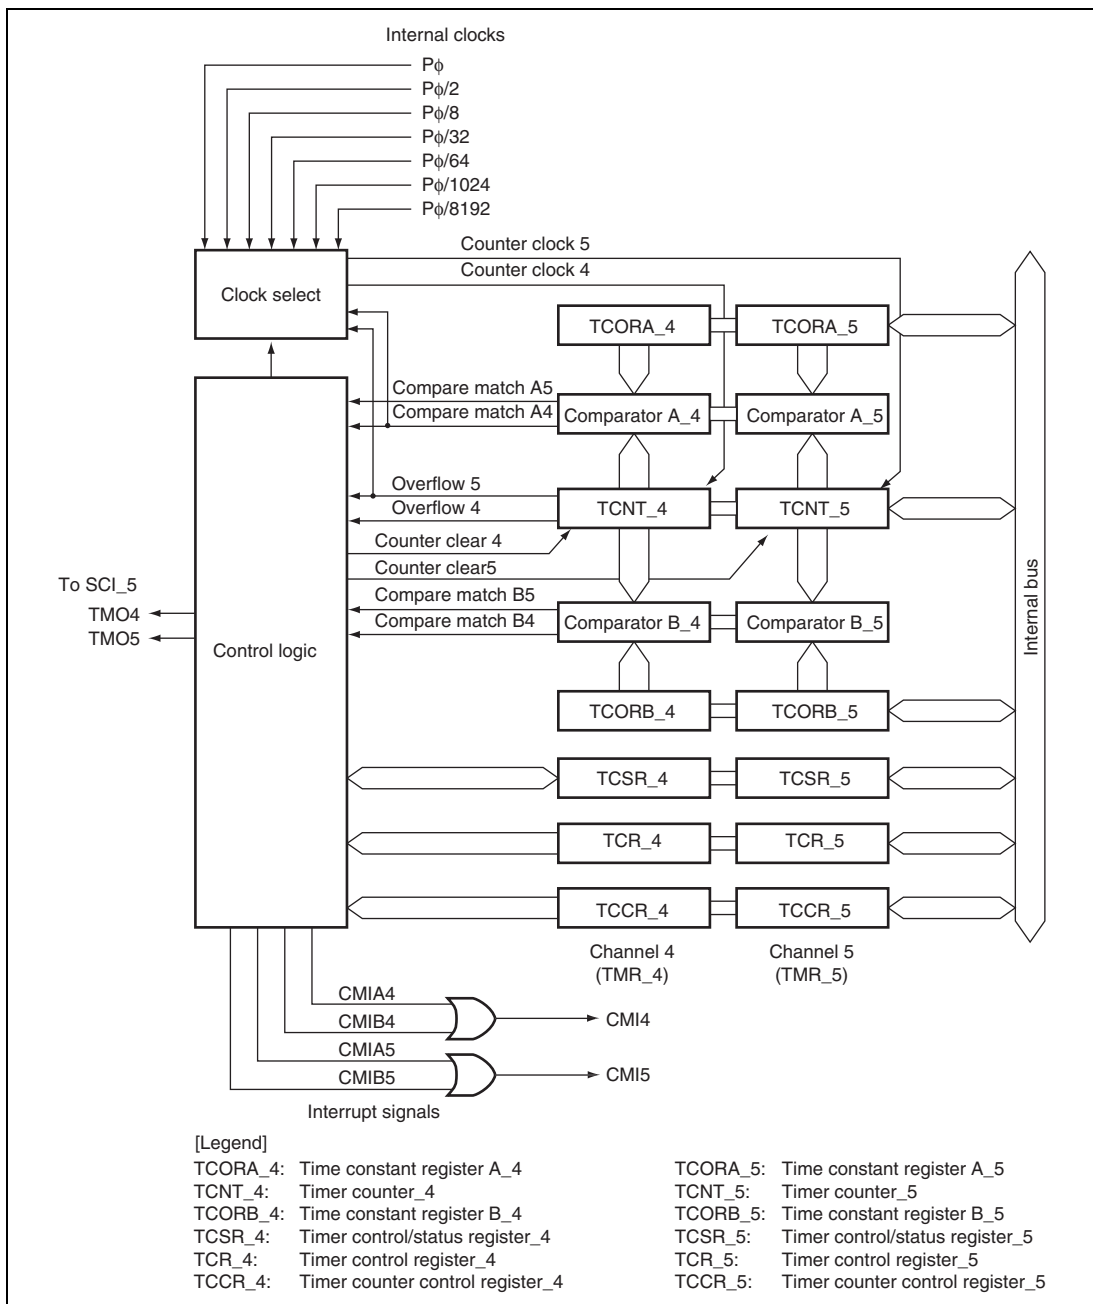 Internal clocks
Pϕ
Pϕ/2
Pϕ/8
Pϕ/32
Pϕ/64
Pϕ/1024
Pϕ/8192
Counter clock 5
Counter clock 4
Clock select
TCORA_4
TCORA_5
Compare match A5
Compare match A4
Comparator A_4
Comparator A_5
Overflow 5
Overflow 4
TCNT_4
TCNT_5
Counter clear 4
Counter clear5
To SCI_5
TMO4
TMO5
Compare match B5
Compare match B4
Comparator B_4
Comparator B_5
Control logic
Internal bus
TCORB_4
TCORB_5
TCSR_4
TCSR_5
TCR_4
TCR_5
TCCR_4
TCCR_5
Channel 4
(TMR_4)
Channel 5
(TMR_5)
CMIA4
CMIB4
CMI4
CMIA5
CMIB5
CMI5
Interrupt signals
[Legend]
TCORA_4: Time constant register A_4
TCNT_4: Timer counter_4
TCORB_4: Time constant register B_4
TCSR_4: Timer control/status register_4
TCR_4: Timer control register_4
TCCR_4: Timer counter control register_4
TCORA_5: Time constant register A_5
TCNT_5: Timer counter_5
TCORB_5: Time constant register B_5
TCSR_5: Timer control/status register_5
TCR_5: Timer control register_5
TCCR_5: Timer counter control register_5